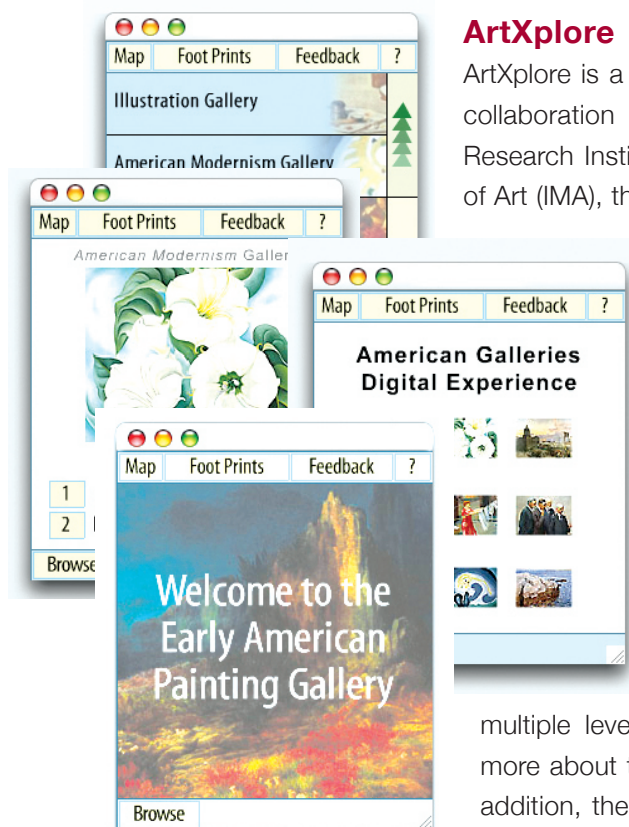 ArtXplore
ArtXplore is a
collaboration
Research Insti
of Art (IMA), th
Map Foot Prints Feedback ?
Illustration Gallery
American Modernism Gallery
Map Foot Prints Feedback ?
American Modernism Galler
1
2
Browse
Map Foot Prints Feedback ?
American Galleries
Digital Experience
Map Foot Prints Feedback ?
Welcome to the
Early American
Painting Gallery
Browse
multiple leve
more about t
addition, the